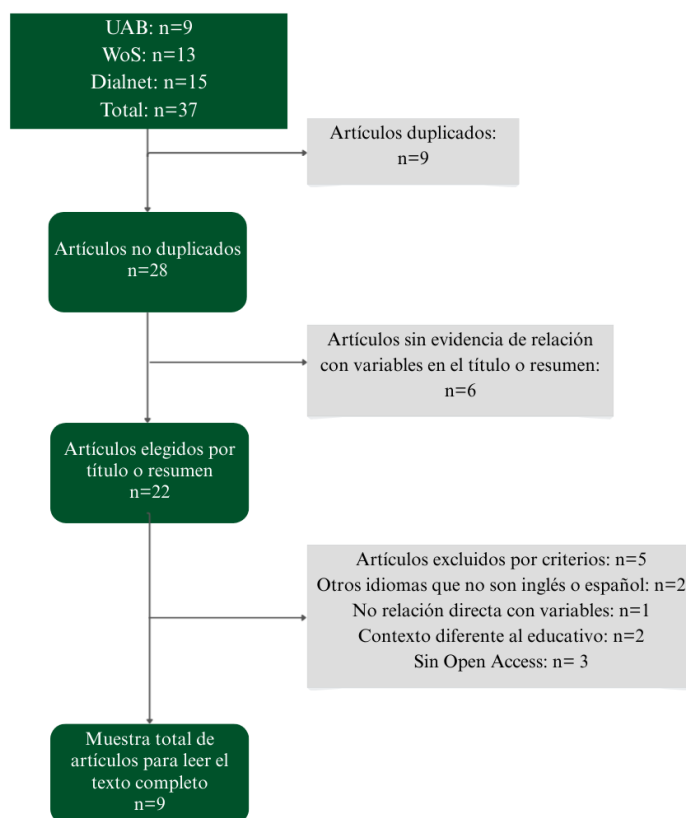 UAB: n=9
WoS: n=13
Dialnet: n=15
Total: n=37
Artículos duplicados:
n=9
Artículos no duplicados
n=28
Artículos sin evidencia de relación
con variables en el título o resumen:
n=6
Artículos elegidos por
título o resumen
n=22
Artículos excluidos por criterios: n=5
Otros idiomas que no son inglés o español: n=2
No relación directa con variables: n=1
Contexto diferente al educativo: n=2
Sin Open Access: n= 3
Muestra total de
artículos para leer el
texto completo
n=9